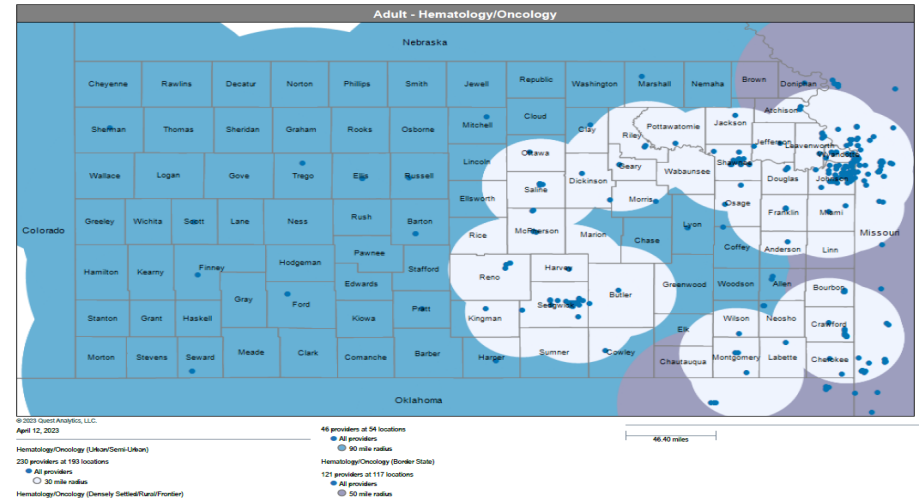 Adult - Hematology/Oncology
Nebraska
Cheyenne Rawlins Decatur Norton Phillips Smith Jewell Republic Washington Marshall Nemaha Brown Doniphan
Sherman Thomas Sheridan Graham Rooks Osborne Mitchell Cloud Clay Riley Pottawatomie Jackson Atchison
Jefferson Leavenworth
Wallace Logan Gove Trego Ellis Russell Lincoln Ottawa Geary Wabaunsee Shawnee Wyandotte
Saline Dickinson Morris Osage Douglas Johnson
Ellsworth
Greeley Wichita Scott Lane Ness Rush Barton Rice McPherson Marion Chase Lyon Franklin Miami
Colorado Missouri
Hamilton Kearny Finney Hodgeman Pawnee Stafford Reno Harvey Coffey Anderson Linn
Gray Ford Edwards Sedgwick Butler Greenwood Woodson Allen Bourbon
Stanton Grant Haskell Kiowa Pratt Kingman Elk Wilson Neosho Crawford
Morton Stevens Seward Meade Clark Comanche Barber Harper Sumner Cowley Chautauqua Montgomery Labette Cherokee
Oklahoma
© 2023 Quest Analytics, LLC.
April 12, 2023
Hematology/Oncology (Urban/Semi-Urban)
230 providers at 193 locations
All providers
30 mile radius
Hematology/Oncology (Densely Settled/Rural/Frontier)
46 providers at 54 locations
All providers
90 mile radius
Hematology/Oncology (Border State)
121 providers at 117 locations
All providers
50 mile radius
46.40 miles